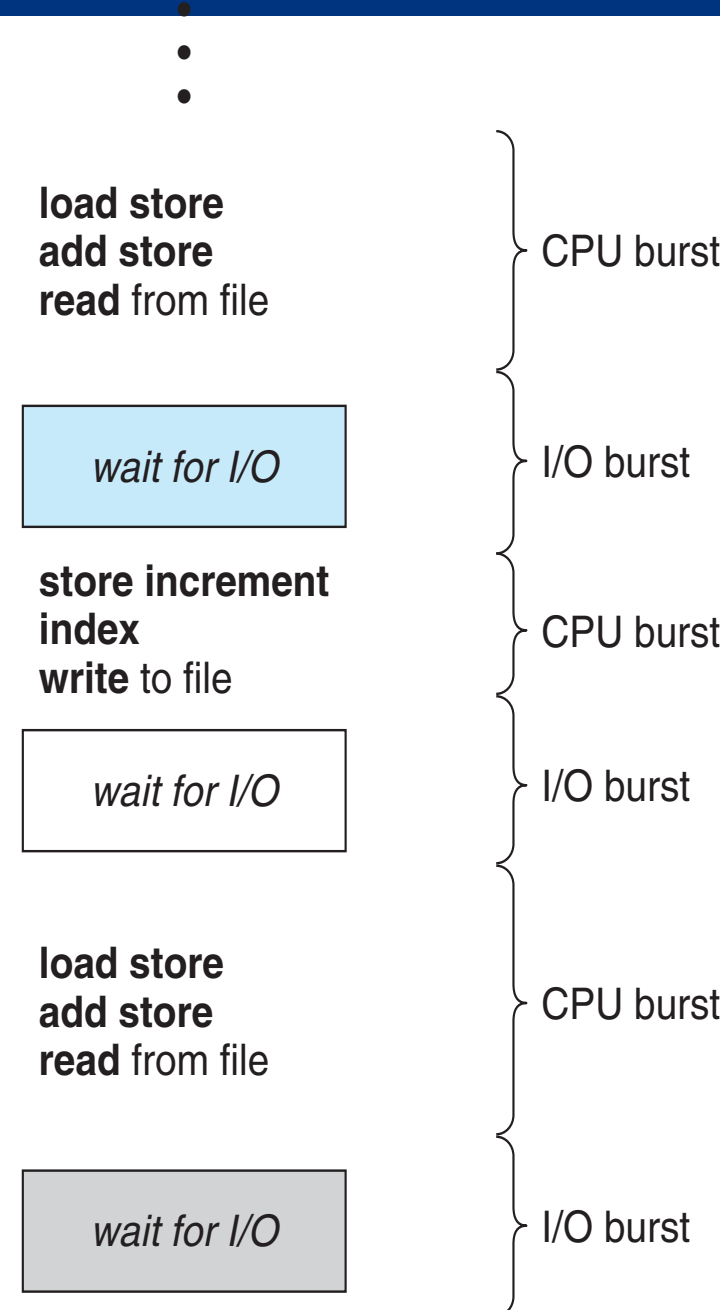 load store
add store
read from file
CPU burst
wait for I/O
I/O burst
store increment
index
write to file
CPU burst
wait for I/O
I/O burst
load store
add store
read from file
CPU burst
wait for I/O
I/O burst